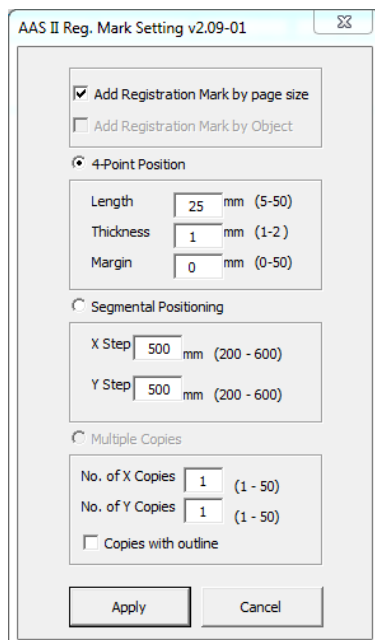 AAS II Reg. Mark Setting v2.09-01
Add Registration Mark by page size
Add Registration Mark by Object
4-Point Position
Length 25 mm (5-50)
Thickness 1 mm (1-2 )
Margin 0 mm (0-50)
Segmental Positioning
X Step 500 mm (200 - 600)
Y Step 500 mm (200 - 600)
Multiple Copies
No. of X Copies 1 (1 - 50)
No. of Y Copies 1 (1 - 50)
Copies with outline
Apply Cancel